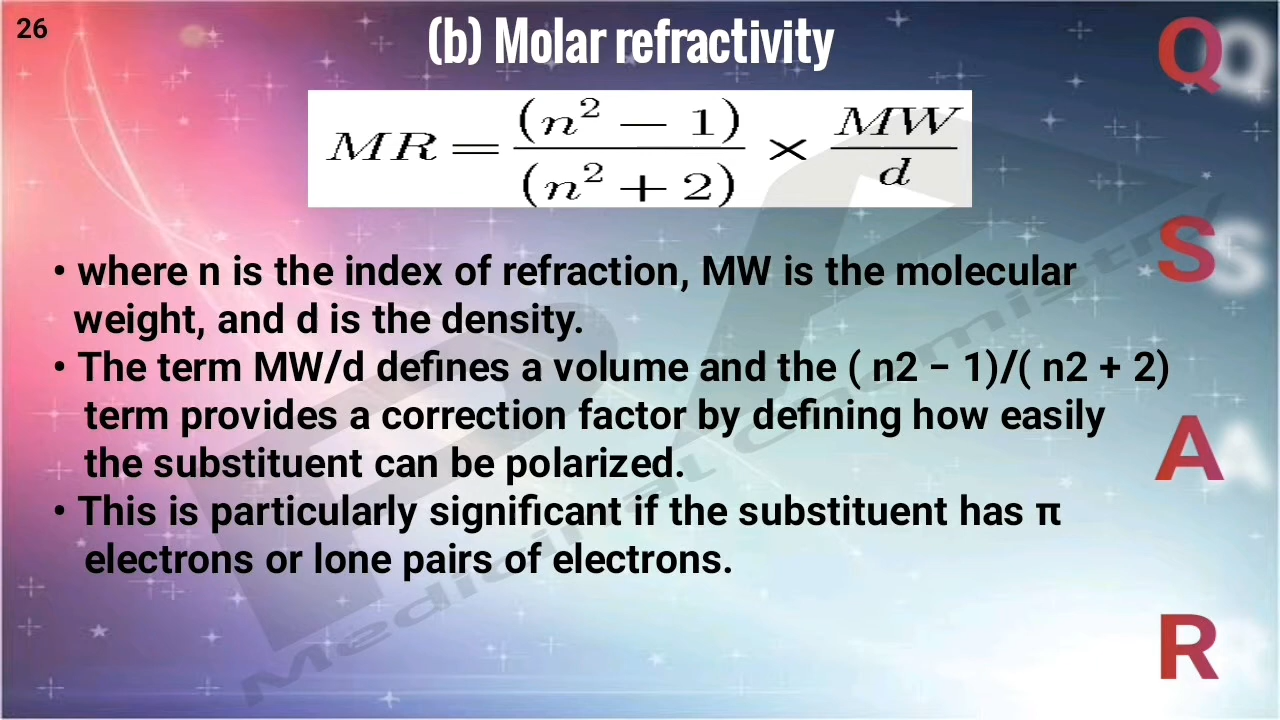 26
(b) Molar refractivity
MR = (n² − 1) / (n² + 2) × MW / d
• where n is the index of refraction, MW is the molecular
weight, and d is the density.
• The term MW/d defines a volume and the ( n2 − 1)/( n2 + 2)
term provides a correction factor by defining how easily
the substituent can be polarized.
• This is particularly significant if the substituent has π
electrons or lone pairs of electrons.
Q
S
A
R
Medicinal Chemistry